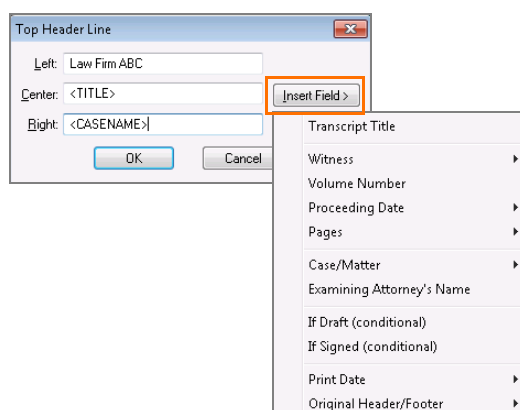 Top Header Line
Left: Law Firm ABC
Center: <TITLE>
Insert Field >
Right: <CASENAME>
OK Cancel
Transcript Title
Witness
Volume Number
Proceeding Date
Pages
Case/Matter
Examining Attorney's Name
If Draft (conditional)
If Signed (conditional)
Print Date
Original Header/Footer